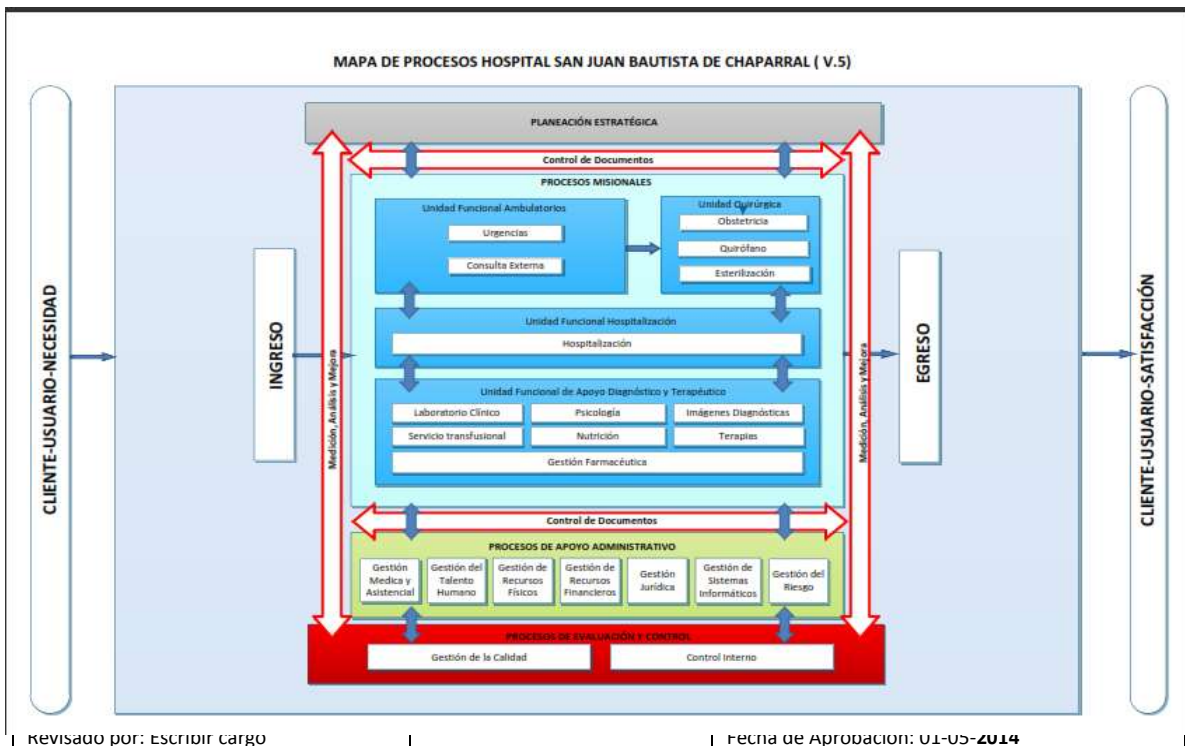 MAPA DE PROCESOS HOSPITAL SAN JUAN BAUTISTA DE CHAPARRAL ( V.5)
CLIENTE-USUARIO-NECESIDAD
INGRESO
PLANEACIÓN ESTRATÉGICA
Medición, Análisis y Mejora
Control de Documentos
PROCESOS MISIONALES
Unidad Funcional Ambulatorios
Urgencias
Consulta Externa
Unidad Quirúrgica
Obstetricia
Quirófano
Esterilización
Unidad Funcional Hospitalización
Hospitalización
Unidad Funcional de Apoyo Diagnóstico y Terapéutico
Laboratorio Clínico
Psicología
Imágenes Diagnósticas
Servicio transfusional
Nutrición
Terapias
Gestión Farmacéutica
Control de Documentos
PROCESOS DE APOYO ADMINISTRATIVO
Gestión
Medica y
Asistencial
Gestión del
Talento
Humano
Gestión de
Recursos
Físicos
Gestión de
Recursos
Financieros
Gestión
Jurídica
Gestión de
Sistemas
Informáticos
Gestión del
Riesgo
PROCESOS DE EVALUACIÓN Y CONTROL
Gestión de la Calidad
Control Interno
Medición, Análisis y Mejora
EGRESO
CLIENTE-USUARIO-SATISFACCIÓN
Revisado por: Escribir cargo
Fecha de Aprobación: 01-05-2014